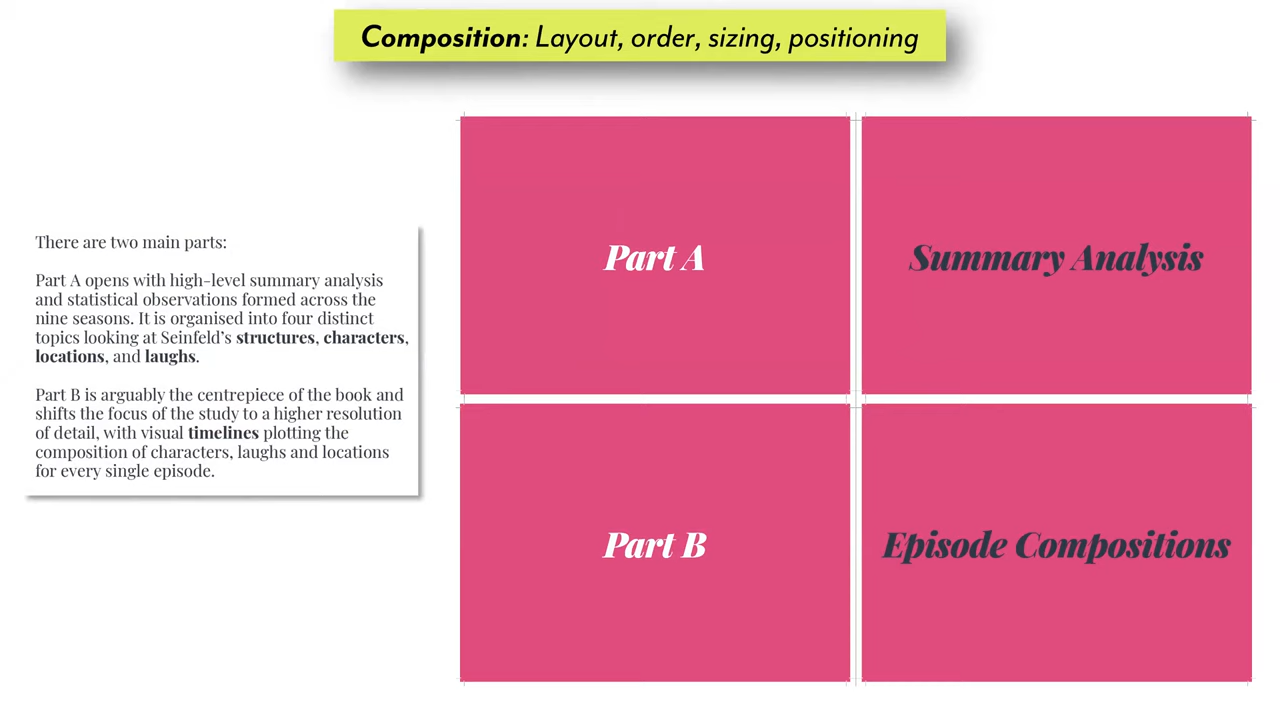 Composition: Layout, order, sizing, positioning
There are two main parts:
Part A opens with high-level summary analysis
and statistical observations formed across the
nine seasons. It is organised into four distinct
topics looking at Seinfeld’s structures, characters,
locations, and laughs.
Part B is arguably the centrepiece of the book and
shifts the focus of the study to a higher resolution
of detail, with visual timelines plotting the
composition of characters, laughs and locations
for every single episode.
Part A
Summary Analysis
Part B
Episode Compositions